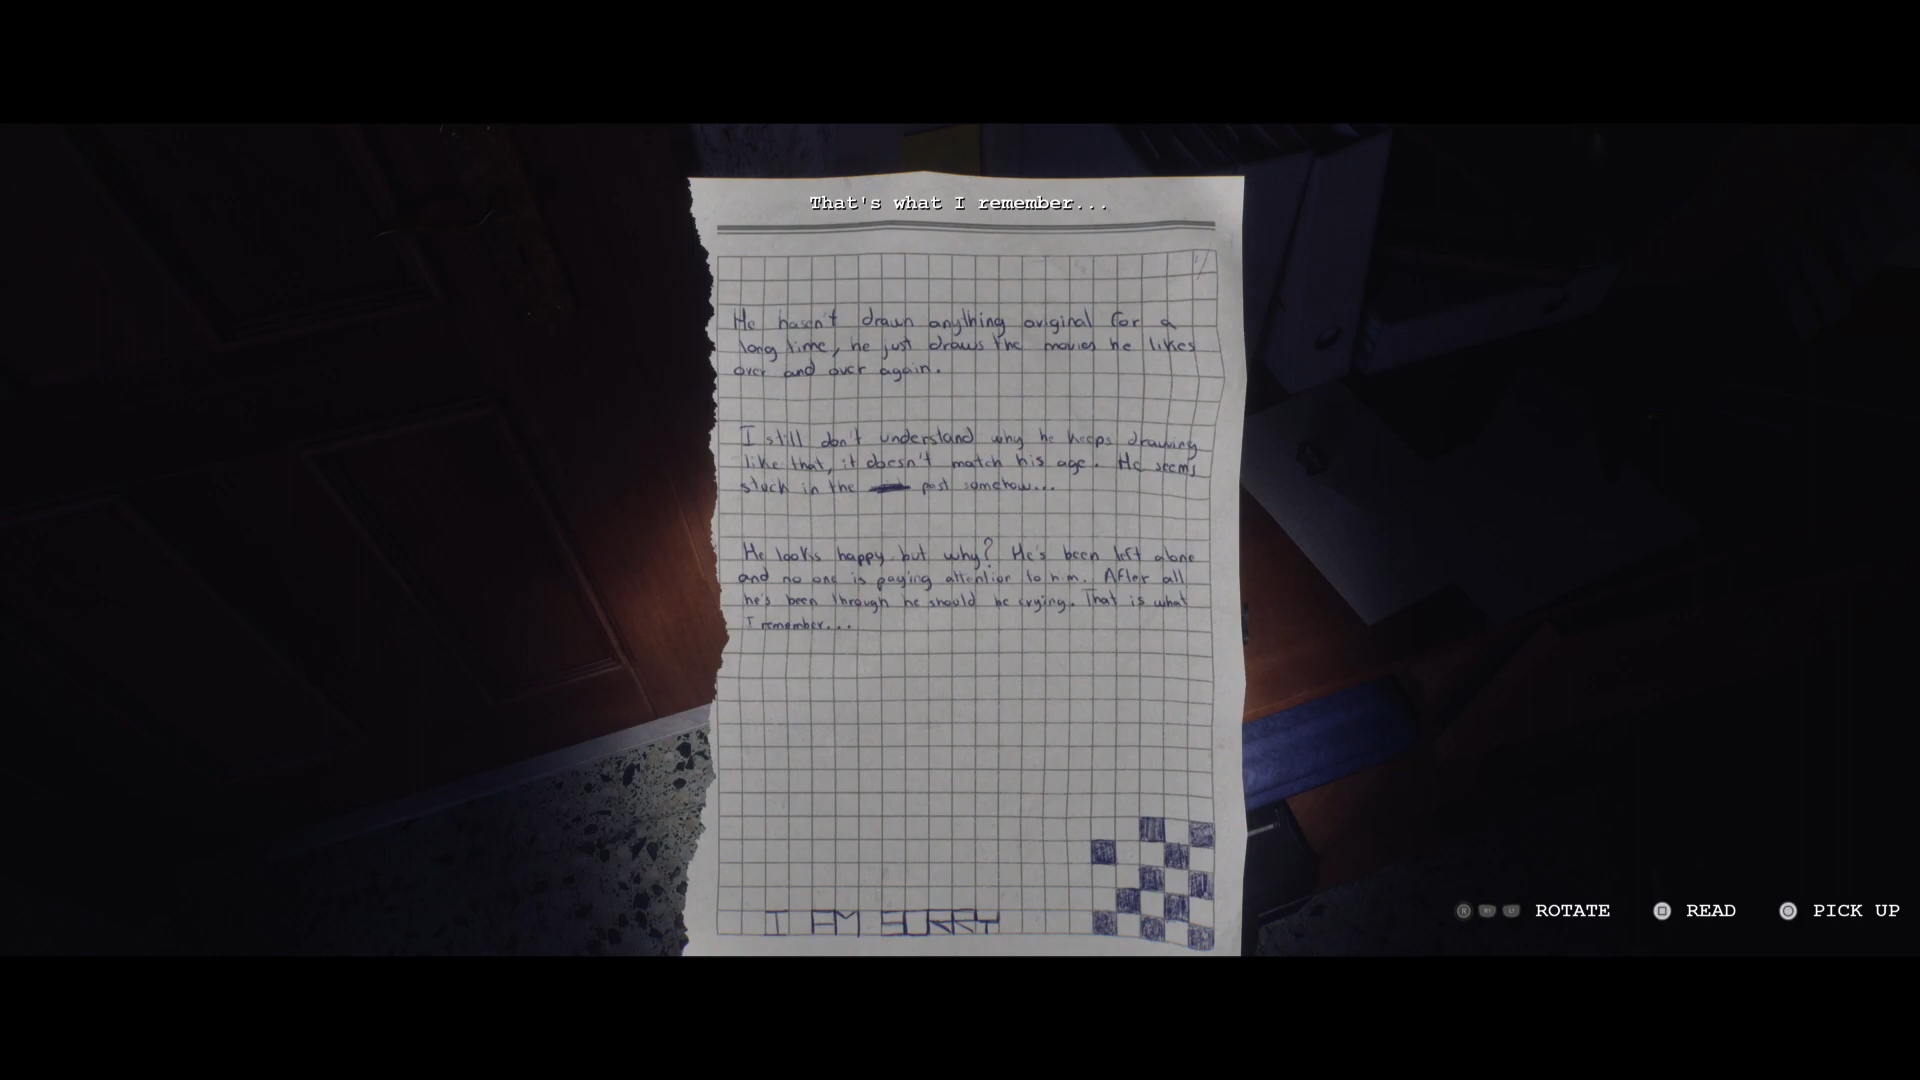 That's what I remember...
He hasn't drawn anything original for a
long time, he just draws the movies he likes
over and over again.
I still don't understand why he keeps drawing
like that, it doesn't match his age. He seems
stuck in the past somehow...
He looks happy but why? He's been left alone
and no one is paying attention to him. After all
he's been through he should be crying. That is what
I remember...
I AM SORRY
R R1 L1 ROTATE READ PICK UP